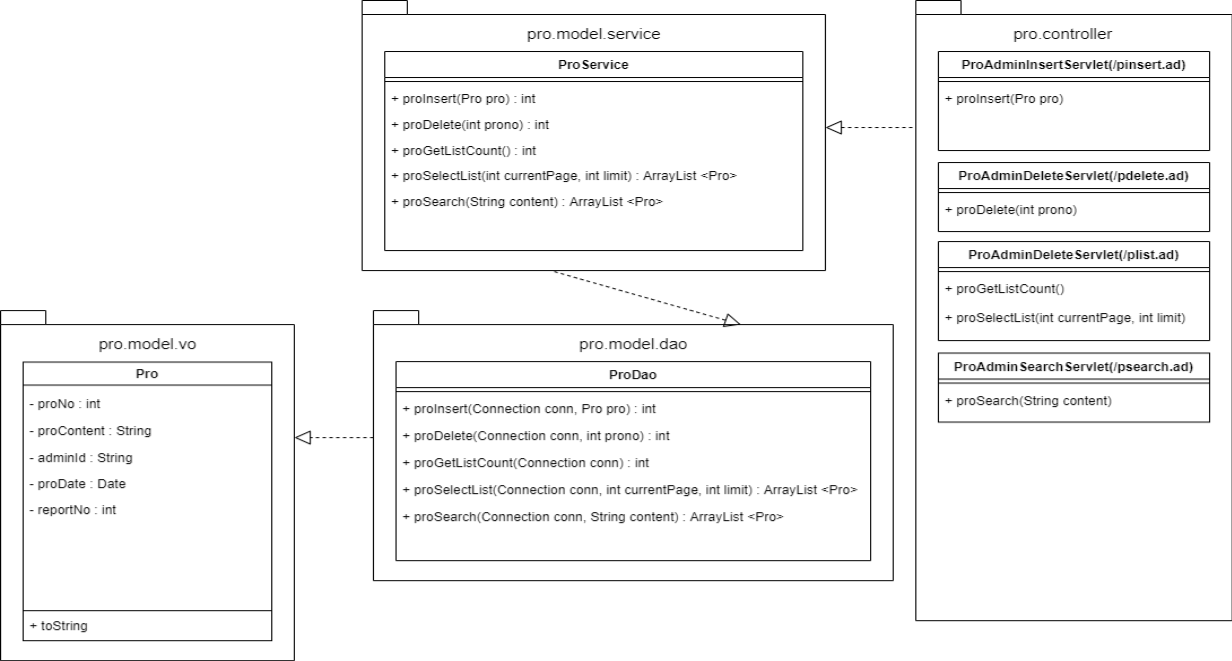 pro.model.service
ProService
+ proInsert(Pro pro) : int
+ proDelete(int prono) : int
+ proGetListCount() : int
+ proSelectList(int currentPage, int limit) : ArrayList <Pro>
+ proSearch(String content) : ArrayList <Pro>
pro.controller
ProAdminInsertServlet(/pinsert.ad)
+ proInsert(Pro pro)
ProAdminDeleteServlet(/pdelete.ad)
+ proDelete(int prono)
ProAdminDeleteServlet(/plist.ad)
+ proGetListCount()
+ proSelectList(int currentPage, int limit)
ProAdminSearchServlet(/psearch.ad)
+ proSearch(String content)
pro.model.vo
Pro
- proNo : int
- proContent : String
- adminId : String
- proDate : Date
- reportNo : int
+ toString
pro.model.dao
ProDao
+ proInsert(Connection conn, Pro pro) : int
+ proDelete(Connection conn, int prono) : int
+ proGetListCount(Connection conn) : int
+ proSelectList(Connection conn, int currentPage, int limit) : ArrayList <Pro>
+ proSearch(Connection conn, String content) : ArrayList <Pro>